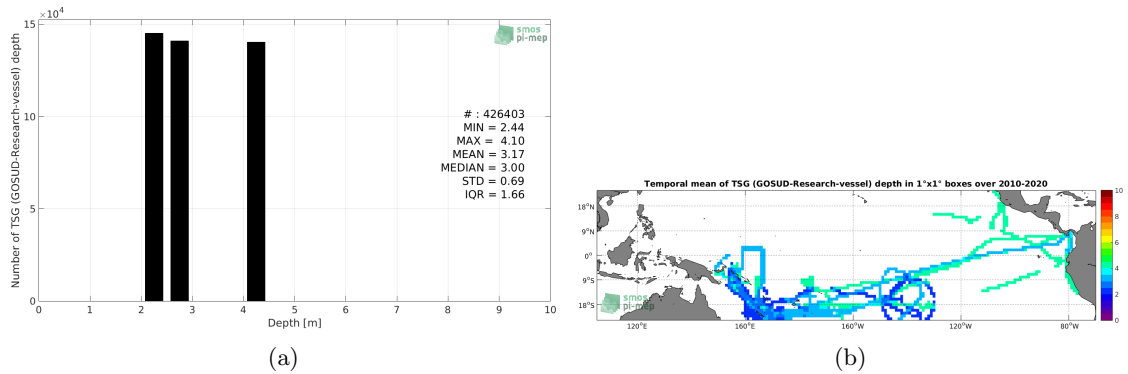 ×10⁴
15
10
5
0
Number of TSG (GOSUD-Research-vessel) depth
smos
pi-mep
# : 426403
MIN = 2.44
MAX = 4.10
MEAN = 3.17
MEDIAN = 3.00
STD = 0.69
IQR = 1.66
0 1 2 3 4 5 6 7 8 9 10
Depth [m]
(a)
Temporal mean of TSG (GOSUD-Research-vessel) depth in 1°x1° boxes over 2010-2020
18°N
9°N
0°
9°S
18°S
smos
pi-mep
120°E 160°E 160°W 120°W 80°W
10
8
6
4
2
0
(b)